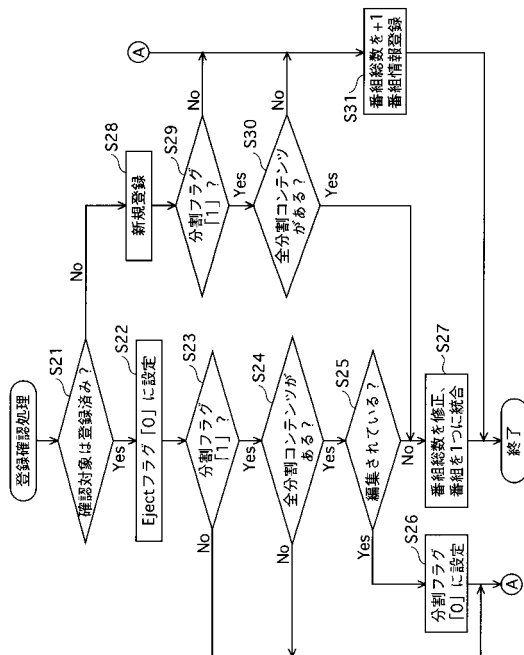 登録確認処理
S21
確認対象は登録済み？
No
Yes
S22
Ejectフラグ「0」に設定
S23
分割フラグ
「1」？
No
Yes
S24
全分割コンテンツが
ある？
No
Yes
S25
編集されている？
Yes
No
S26
分割フラグ
「0」に設定
A
S27
番組総数を修正、
番組を1つに統合
終了
S28
新規登録
S29
分割フラグ
「1」？
No
Yes
S30
全分割コンテンツ
がある？
No
Yes
A
S31
番組総数を+1
番組情報登録